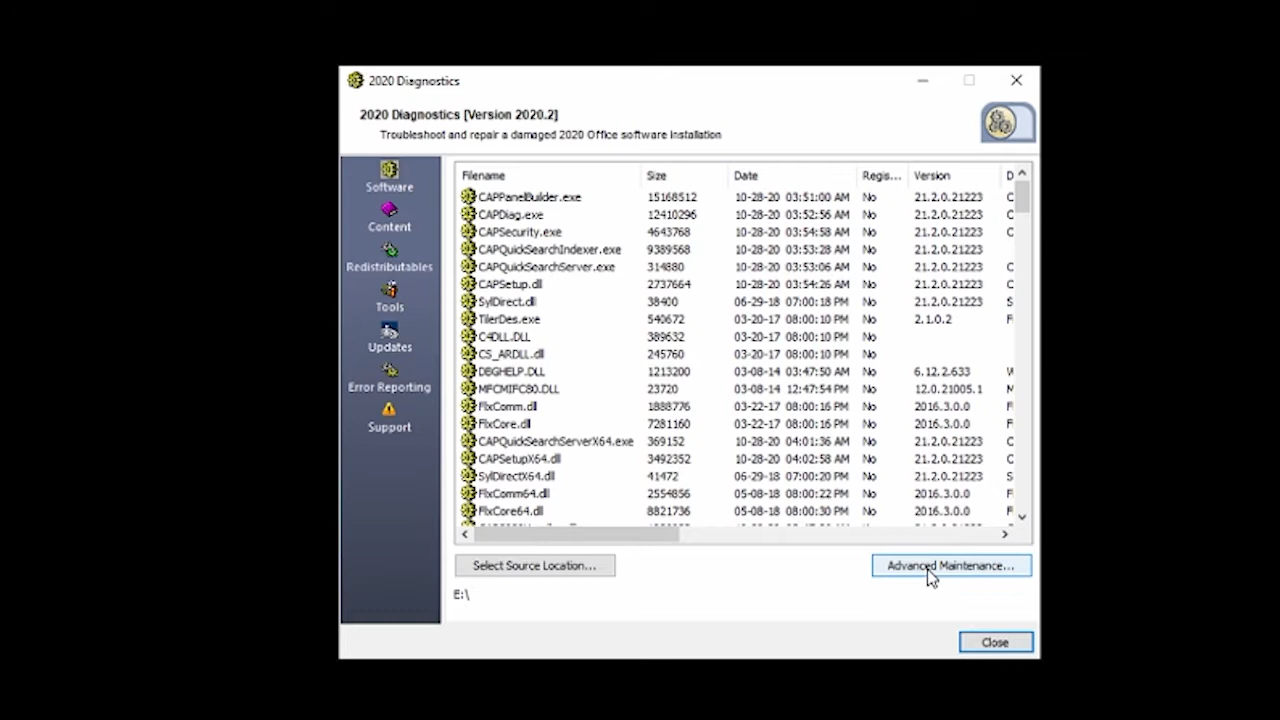 2020 Diagnostics
2020 Diagnostics [Version 2020.2]
Troubleshoot and repair a damaged 2020 Office software installation
Software
Content
Redistributables
Tools
Updates
Error Reporting
Support
Filename Size Date Regis... Version D
CAPPanelBuilder.exe 15168512 10-28-20 03:51:00 AM No 21.2.0.21223 C
CAPDiag.exe 12410296 10-28-20 03:52:56 AM No 21.2.0.21223 C
CAPSecurity.exe 4643768 10-28-20 03:54:58 AM No 21.2.0.21223 C
CAPQuickSearchIndexer.exe 9389568 10-28-20 03:53:28 AM No 21.2.0.21223
CAPQuickSearchServer.exe 314880 10-28-20 03:53:06 AM No 21.2.0.21223 C
CAPSetup.dll 2737664 10-28-20 03:54:26 AM No 21.2.0.21223 C
SylDirect.dll 38400 06-29-18 07:00:18 PM No 21.2.0.21223 S
TilerDes.exe 540672 03-20-17 08:00:10 PM No 2.1.0.2 F
C4DLL.DLL 389632 03-20-17 08:00:10 PM No
CS_ARDLL.dll 245760 03-20-17 08:00:10 PM No
DBGHELP.DLL 1213200 03-08-14 03:47:50 AM No 6.12.2.633 W
MFCMIFC80.DLL 23720 03-08-14 12:47:54 PM No 12.0.21005.1 M
FlxComm.dll 1888776 03-22-17 08:00:16 PM No 2016.3.0.0 F
FlxCore.dll 7281160 03-22-17 08:00:16 PM No 2016.3.0.0 F
CAPQuickSearchServerX64.exe 369152 10-28-20 04:01:36 AM No 21.2.0.21223 C
CAPSetupX64.dll 3492352 10-28-20 04:02:58 AM No 21.2.0.21223 C
SylDirectX64.dll 41472 06-29-18 07:00:20 PM No 21.2.0.21223 S
FlxComm64.dll 2554856 05-08-18 08:00:22 PM No 2016.3.0.0 F
FlxCore64.dll 8821736 05-08-18 08:00:30 PM No 2016.3.0.0 F
Select Source Location...
Advanced Maintenance...
E:\
Close